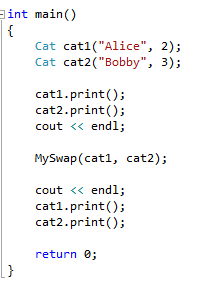 int main()
{
Cat cat1("Alice", 2);
Cat cat2("Bobby", 3);
cat1.print();
cat2.print();
cout << endl;
MySwap(cat1, cat2);
cout << endl;
cat1.print();
cat2.print();
return 0;
}